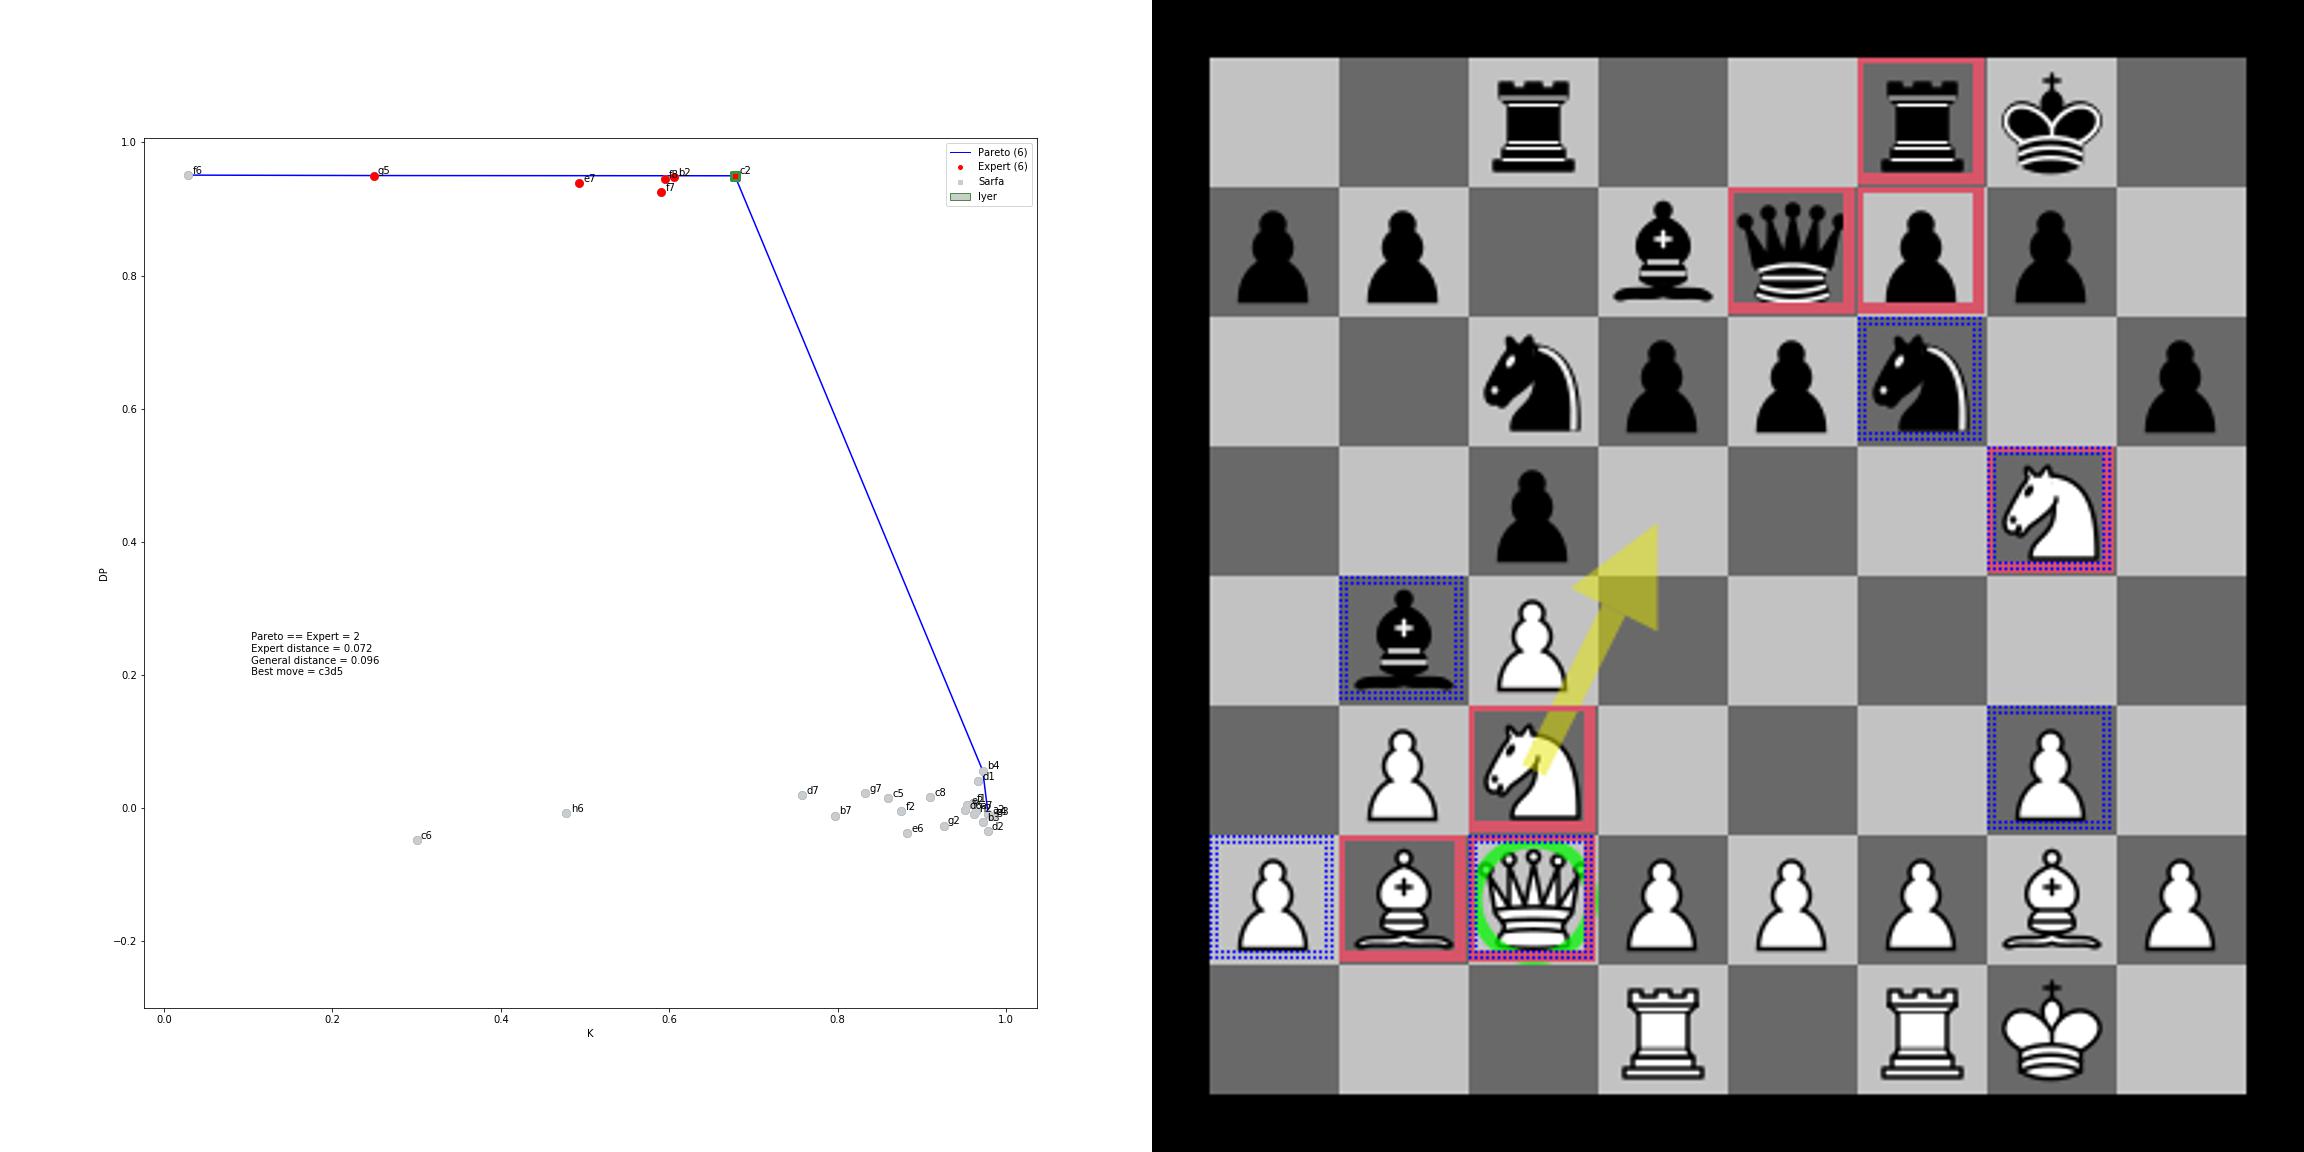 1.0
0.8
0.6
0.4
0.2
0.0
−0.2
DP
0.0
0.2
0.4
0.6
0.8
1.0
K
Pareto (6)
Expert (6)
Sarfa
Iyer
f6
g5
e7
f8
b2
f7
c2
Pareto == Expert = 2
Expert distance = 0.072
General distance = 0.096
Best move = c3d5
b4
d1
d7
g7
c5
c8
b7
f2
g2
e6
h6
c6
b3
d2